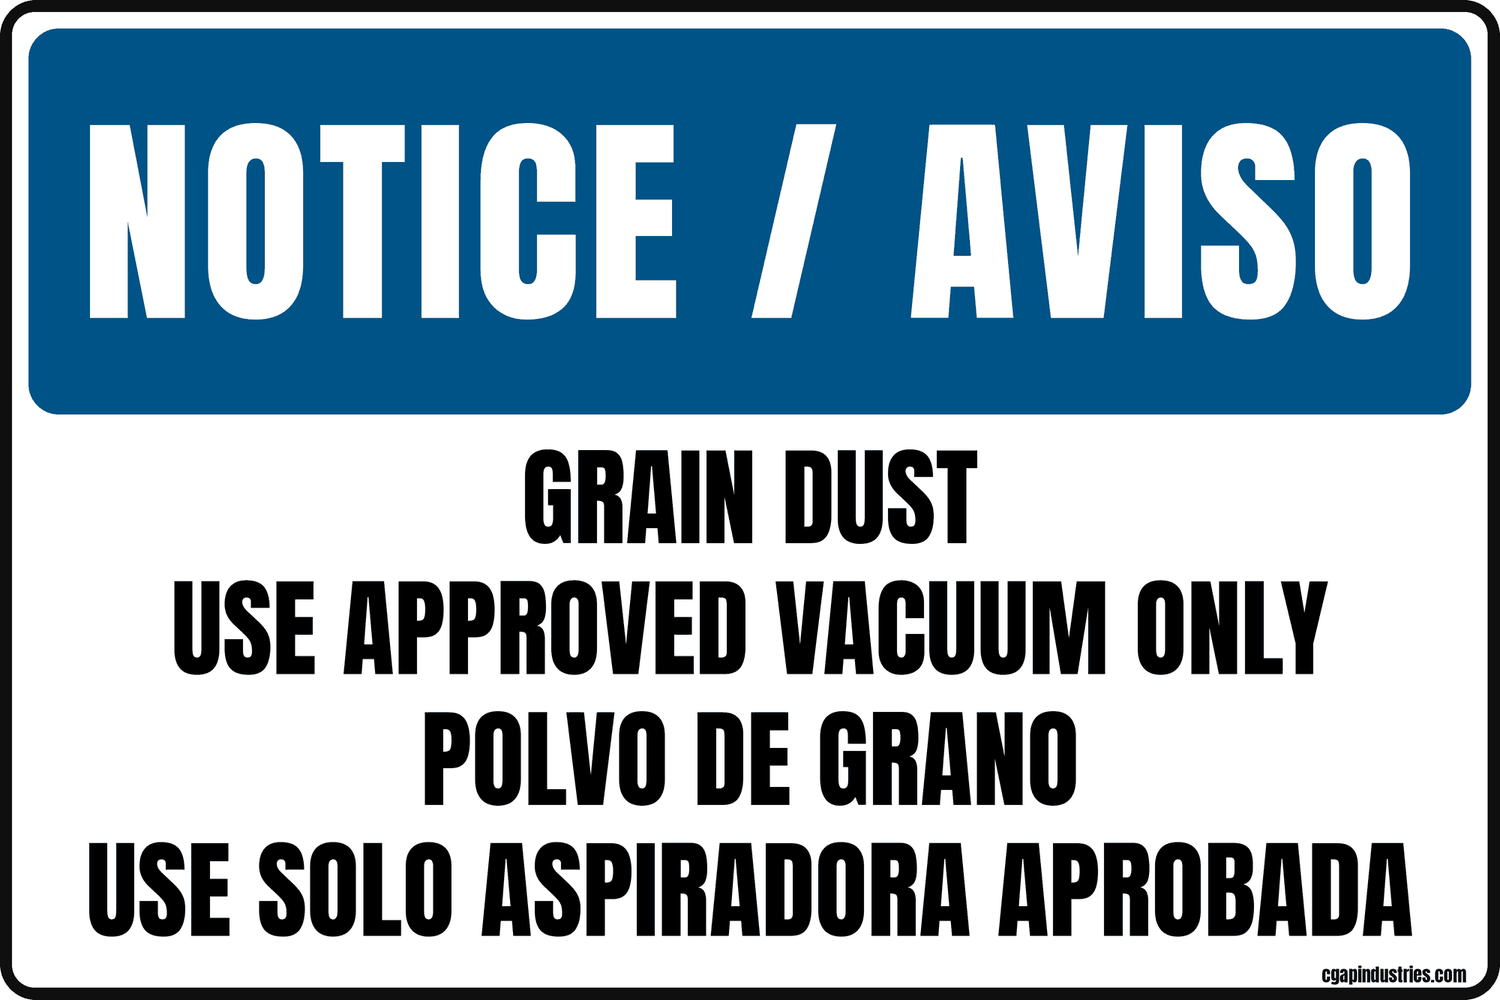 NOTICE / AVISO
GRAIN DUST
USE APPROVED VACUUM ONLY
POLVO DE GRANO
USE SOLO ASPIRADORA APROBADA
cgapindustries.com